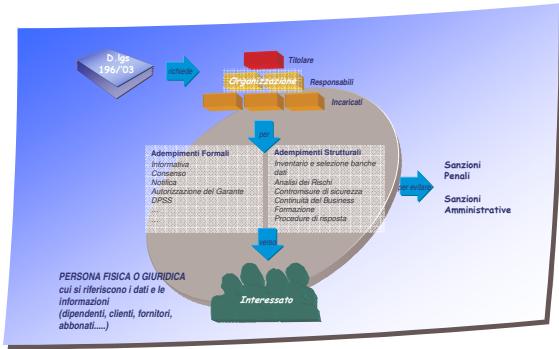 D.lgs
196/'03
richiede
Titolare
Organizzazione
Responsabili
Incaricati
per
Adempimenti Formali
Informativa
Consenso
Notifica
Autorizzazione del Garante
DPSS
....
....
Adempimenti Strutturali
Inventario e selezione banche
dati
Analisi dei Rischi
Contromisure di sicurezza
Continuità del Business
Formazione
Procedure di risposta
per evitare
Sanzioni
Penali
Sanzioni
Amministrative
verso
Interessato
PERSONA FISICA O GIURIDICA
cui si riferiscono i dati e le
informazioni
(dipendenti, clienti, fornitori,
abbonati.....)